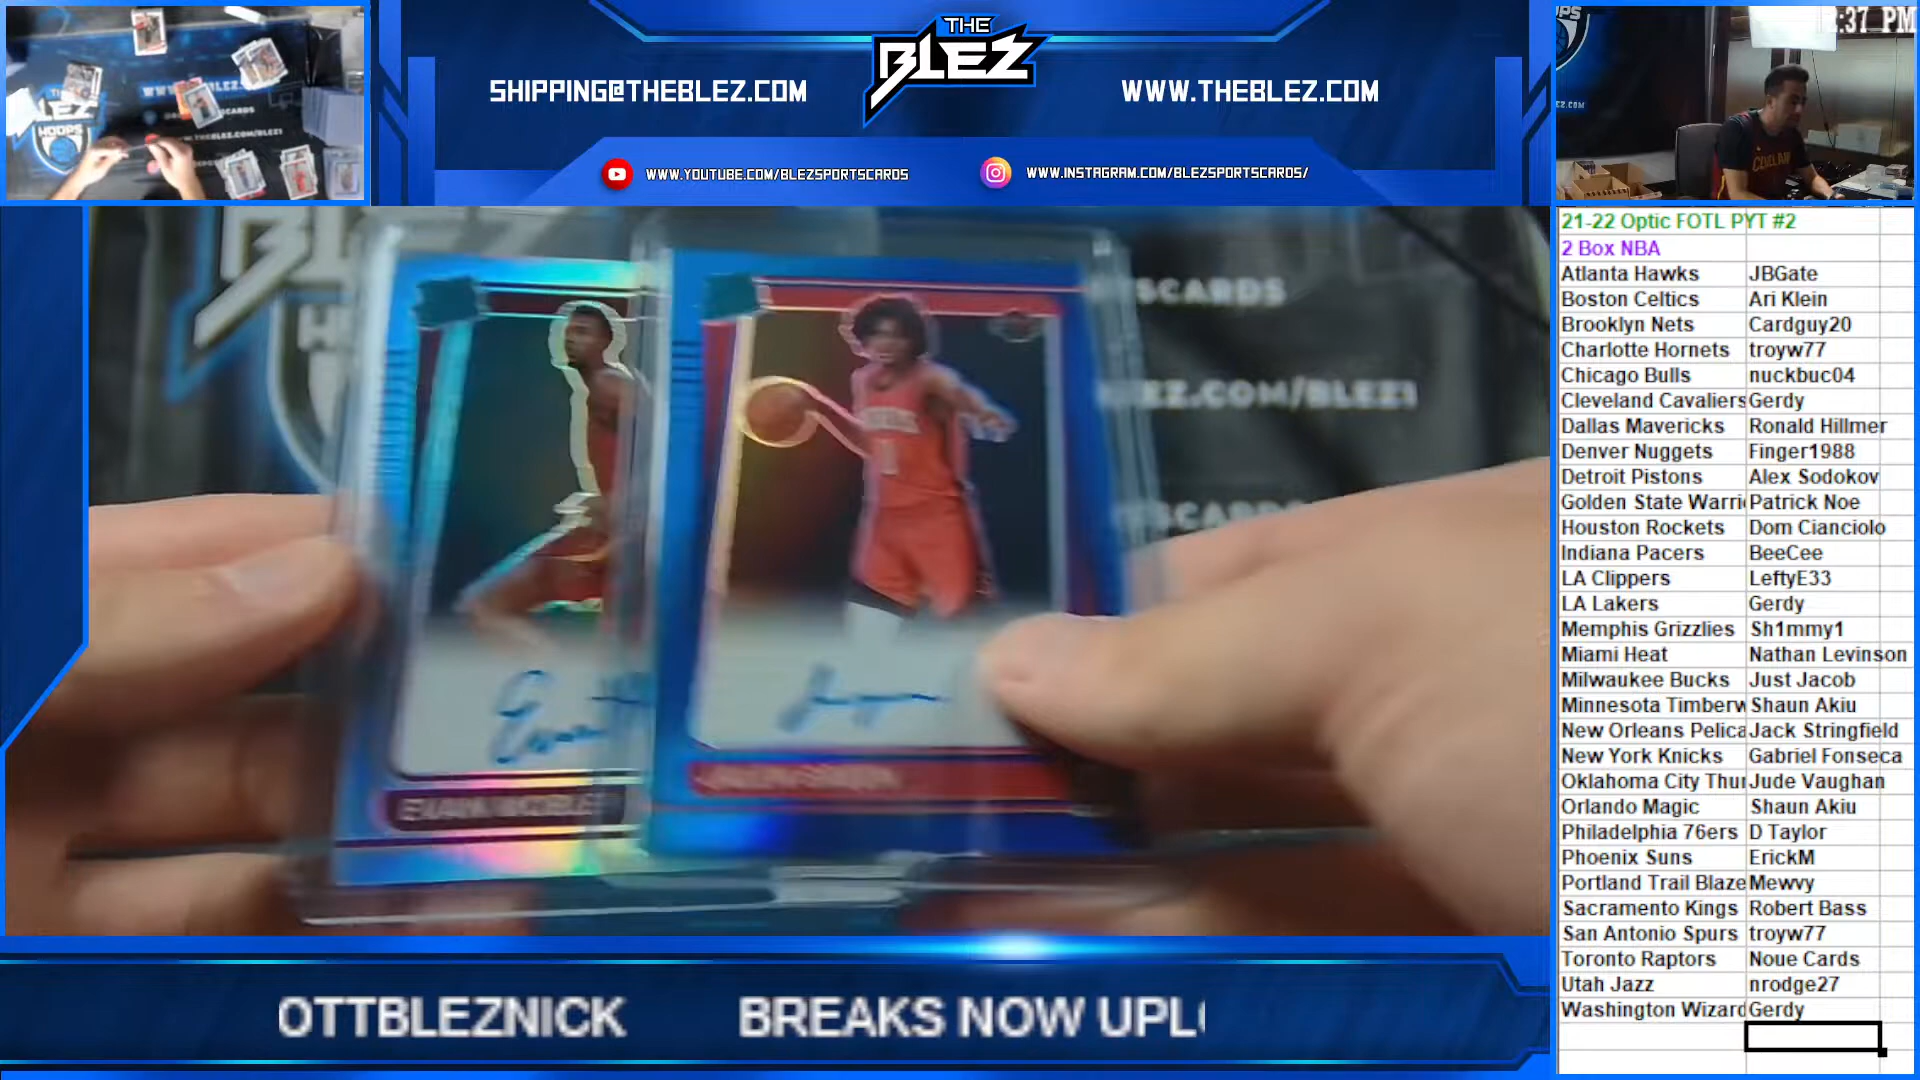 THE
BLEZ
SHIPPING@THEBLEZ.COM
WWW.THEBLEZ.COM
WWW.YOUTUBE.COM/BLEZSPORTSCARDS
WWW.INSTAGRAM.COM/BLEZSPORTSCARDS/
:37 PM
21-22 Optic FOTL PYT #2
2 Box NBA
Atlanta Hawks JBGate
Boston Celtics Ari Klein
Brooklyn Nets Cardguy20
Charlotte Hornets troyw77
Chicago Bulls nuckbuc04
Cleveland Cavaliers Gerdy
Dallas Mavericks Ronald Hillmer
Denver Nuggets Finger1988
Detroit Pistons Alex Sodokov
Golden State Warri Patrick Noe
Houston Rockets Dom Cianciolo
Indiana Pacers BeeCee
LA Clippers LeftyE33
LA Lakers Gerdy
Memphis Grizzlies Sh1mmy1
Miami Heat Nathan Levinson
Milwaukee Bucks Just Jacob
Minnesota Timberw Shaun Akiu
New Orleans Pelica Jack Stringfield
New York Knicks Gabriel Fonseca
Oklahoma City Thu Jude Vaughan
Orlando Magic Shaun Akiu
Philadelphia 76ers D Taylor
Phoenix Suns ErickM
Portland Trail Blaze Mewvy
Sacramento Kings Robert Bass
San Antonio Spurs troyw77
Toronto Raptors Noue Cards
Utah Jazz nrodge27
Washington Wizard Gerdy
TSCARDS
EZ.COM/BLEZ1
OTTBLEZNICK
BREAKS NOW UPL